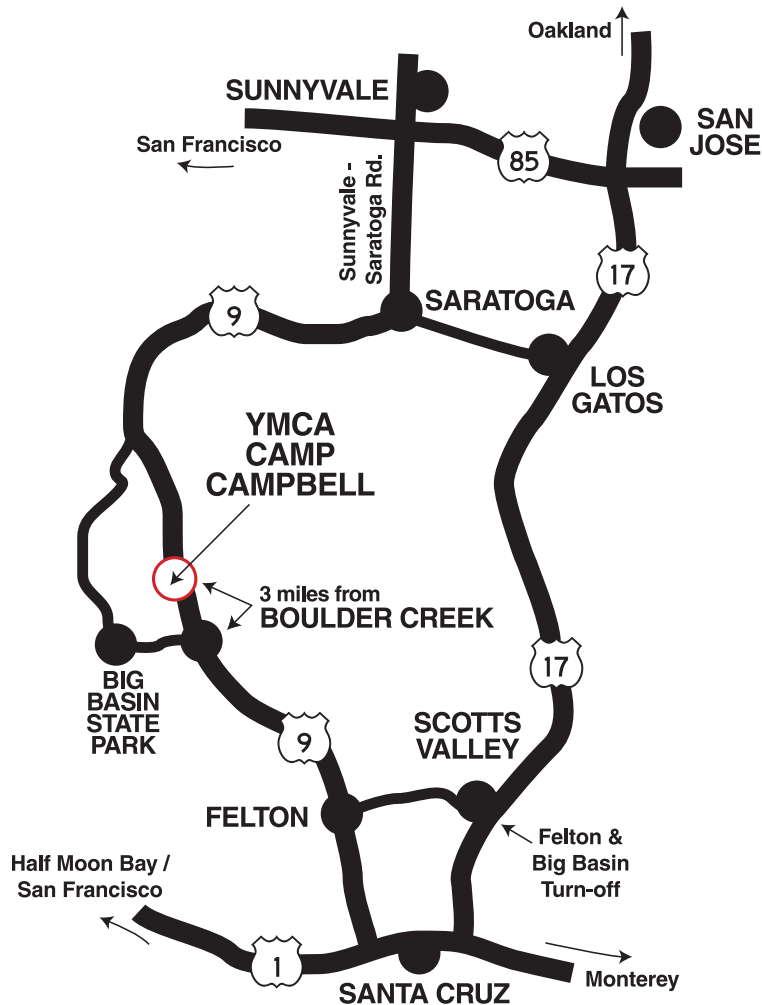 Oakland
SUNNYVALE
SAN
JOSE
San Francisco
85
Sunnyvale -
Saratoga Rd.
17
9
SARATOGA
LOS
GATOS
YMCA
CAMP
CAMPBELL
3 miles from
BOULDER CREEK
17
BIG
BASIN
STATE
PARK
9
SCOTTS
VALLEY
FELTON
Felton &
Big Basin
Turn-off
Half Moon Bay /
San Francisco
1
SANTA CRUZ
Monterey